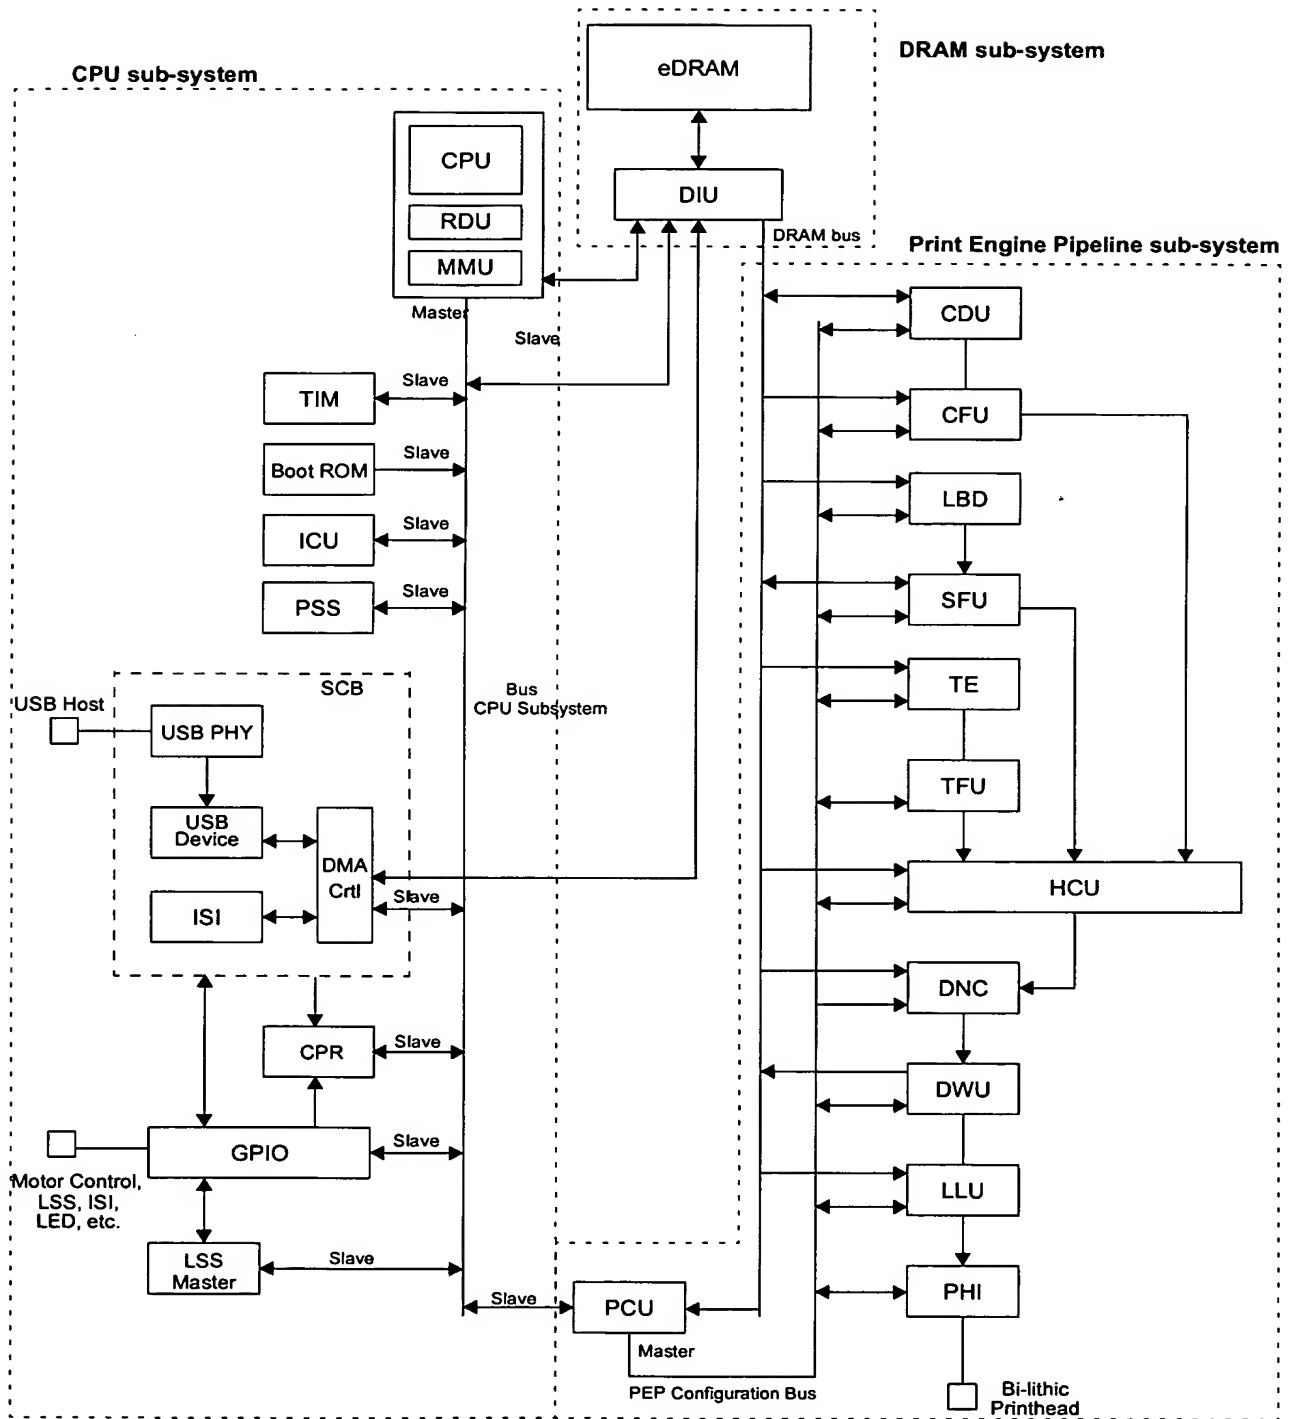 CPU sub-system
DRAM sub-system
eDRAM
DIU
DRAM bus
CPU
RDU
MMU
Master
Slave
Print Engine Pipeline sub-system
TIM
Slave
Boot ROM
Slave
ICU
Slave
PSS
Slave
SCB
USB Host
USB PHY
USB
Device
ISI
DMA
Crtl
Slave
Bus
CPU Subsystem
CPR
Slave
GPIO
Slave
Motor Control,
LSS, ISI,
LED, etc.
LSS
Master
Slave
Slave
PCU
Master
PEP Configuration Bus
CDU
CFU
LBD
SFU
TE
TFU
HCU
DNC
DWU
LLU
PHI
Bi-lithic
Printhead